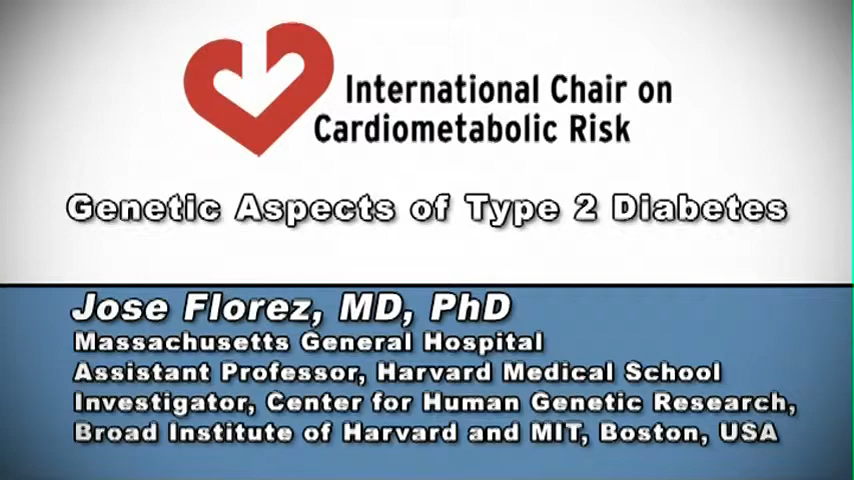 International Chair on
Cardiometabolic Risk
Genetic Aspects of Type 2 Diabetes
Jose Florez, MD, PhD
Massachusetts General Hospital
Assistant Professor, Harvard Medical School
Investigator, Center for Human Genetic Research,
Broad Institute of Harvard and MIT, Boston, USA